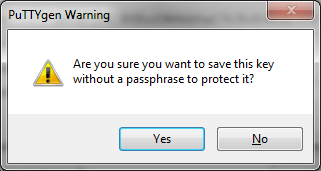 PuTTYgen Warning
Are you sure you want to save this key
without a passphrase to protect it?
Yes
No